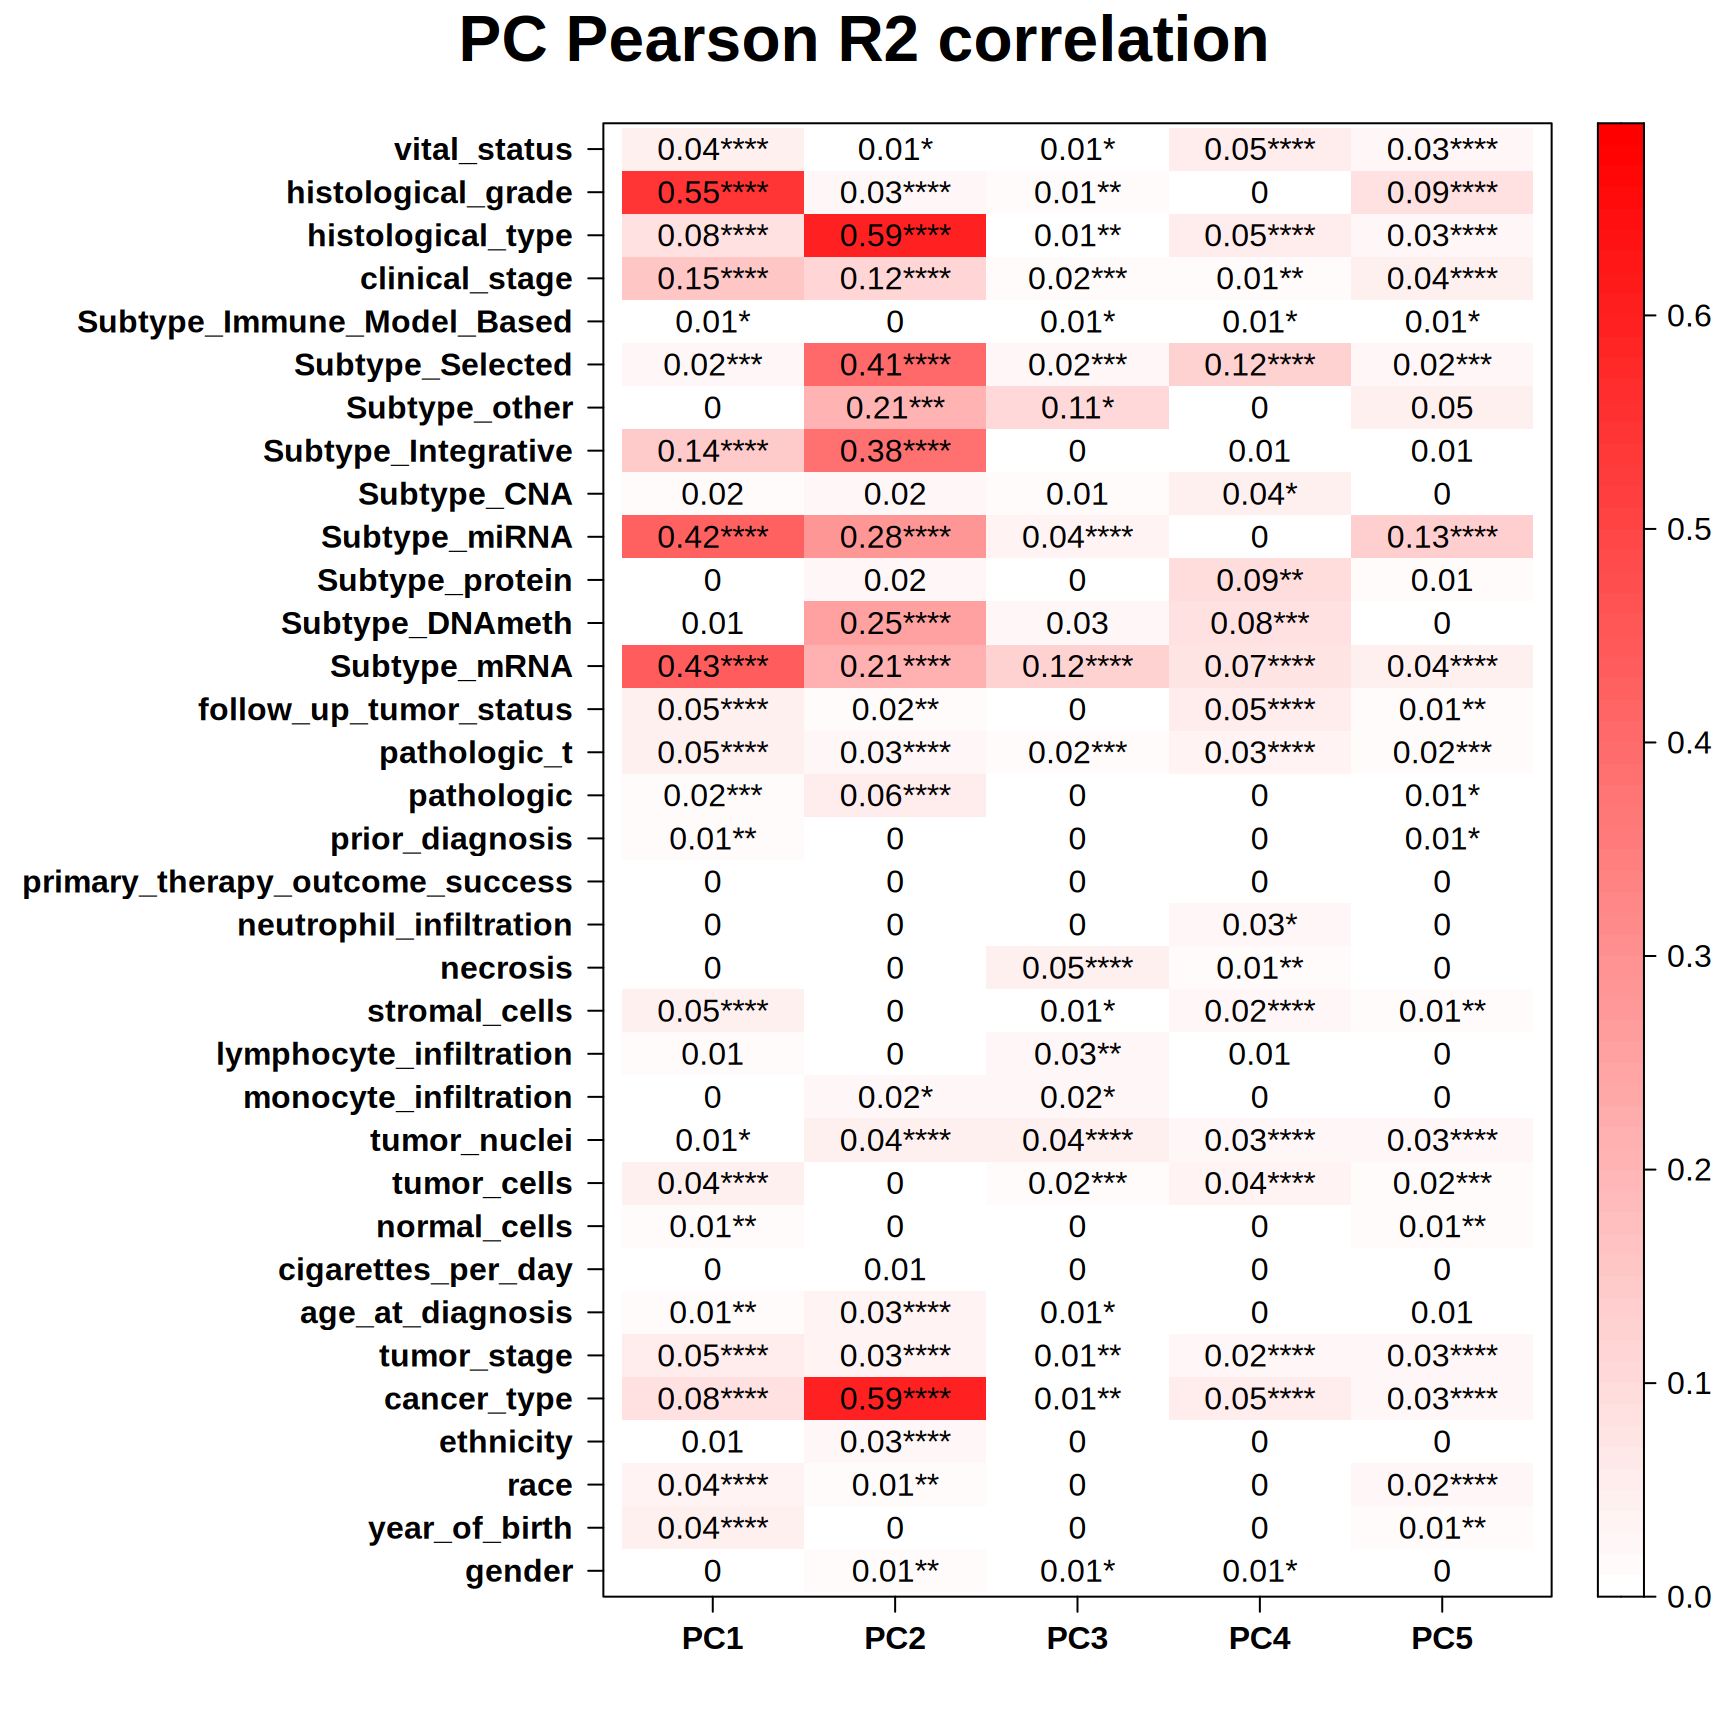 PC Pearson R2 correlation
vital_status 0.04**** 0.01* 0.01* 0.05**** 0.03****
histological_grade 0.55**** 0.03**** 0.01** 0 0.09****
histological_type 0.08**** 0.59**** 0.01** 0.05**** 0.03****
clinical_stage 0.15**** 0.12**** 0.02*** 0.01** 0.04****
Subtype_Immune_Model_Based 0.01* 0 0.01* 0.01* 0.01*
Subtype_Selected 0.02*** 0.41**** 0.02*** 0.12**** 0.02***
Subtype_other 0 0.21*** 0.11* 0 0.05
Subtype_Integrative 0.14**** 0.38**** 0 0.01 0.01
Subtype_CNA 0.02 0.02 0.01 0.04* 0
Subtype_miRNA 0.42**** 0.28**** 0.04**** 0 0.13****
Subtype_protein 0 0.02 0 0.09** 0.01
Subtype_DNAmeth 0.01 0.25**** 0.03 0.08*** 0
Subtype_mRNA 0.43**** 0.21**** 0.12**** 0.07**** 0.04****
follow_up_tumor_status 0.05**** 0.02** 0 0.05**** 0.01**
pathologic_t 0.05**** 0.03**** 0.02*** 0.03**** 0.02***
pathologic 0.02*** 0.06**** 0 0 0.01*
prior_diagnosis 0.01** 0 0 0 0.01*
primary_therapy_outcome_success 0 0 0 0 0
neutrophil_infiltration 0 0 0 0.03* 0
necrosis 0 0 0.05**** 0.01** 0
stromal_cells 0.05**** 0 0.01* 0.02**** 0.01**
lymphocyte_infiltration 0.01 0 0.03** 0.01 0
monocyte_infiltration 0 0.02* 0.02* 0 0
tumor_nuclei 0.01* 0.04**** 0.04**** 0.03**** 0.03****
tumor_cells 0.04**** 0 0.02*** 0.04**** 0.02***
normal_cells 0.01** 0 0 0 0.01**
cigarettes_per_day 0 0.01 0 0 0
age_at_diagnosis 0.01** 0.03**** 0.01* 0 0.01
tumor_stage 0.05**** 0.03**** 0.01** 0.02**** 0.03****
cancer_type 0.08**** 0.59**** 0.01** 0.05**** 0.03****
ethnicity 0.01 0.03**** 0 0 0
race 0.04**** 0.01** 0 0 0.02****
year_of_birth 0.04**** 0 0 0 0.01**
gender 0 0.01** 0.01* 0.01* 0
PC1 PC2 PC3 PC4 PC5
0.6
0.5
0.4
0.3
0.2
0.1
0.0